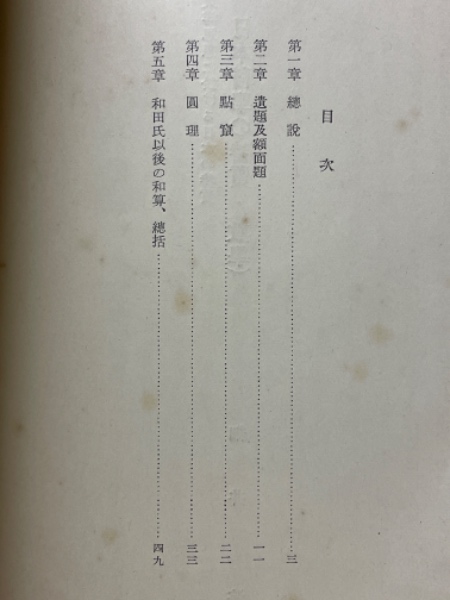 目次
第一章 總説……三
第二章 遺題及額面題……一一
第三章 點竄……二二
第四章 圓理……三三
第五章 和田氏以後の和算、總括……四九